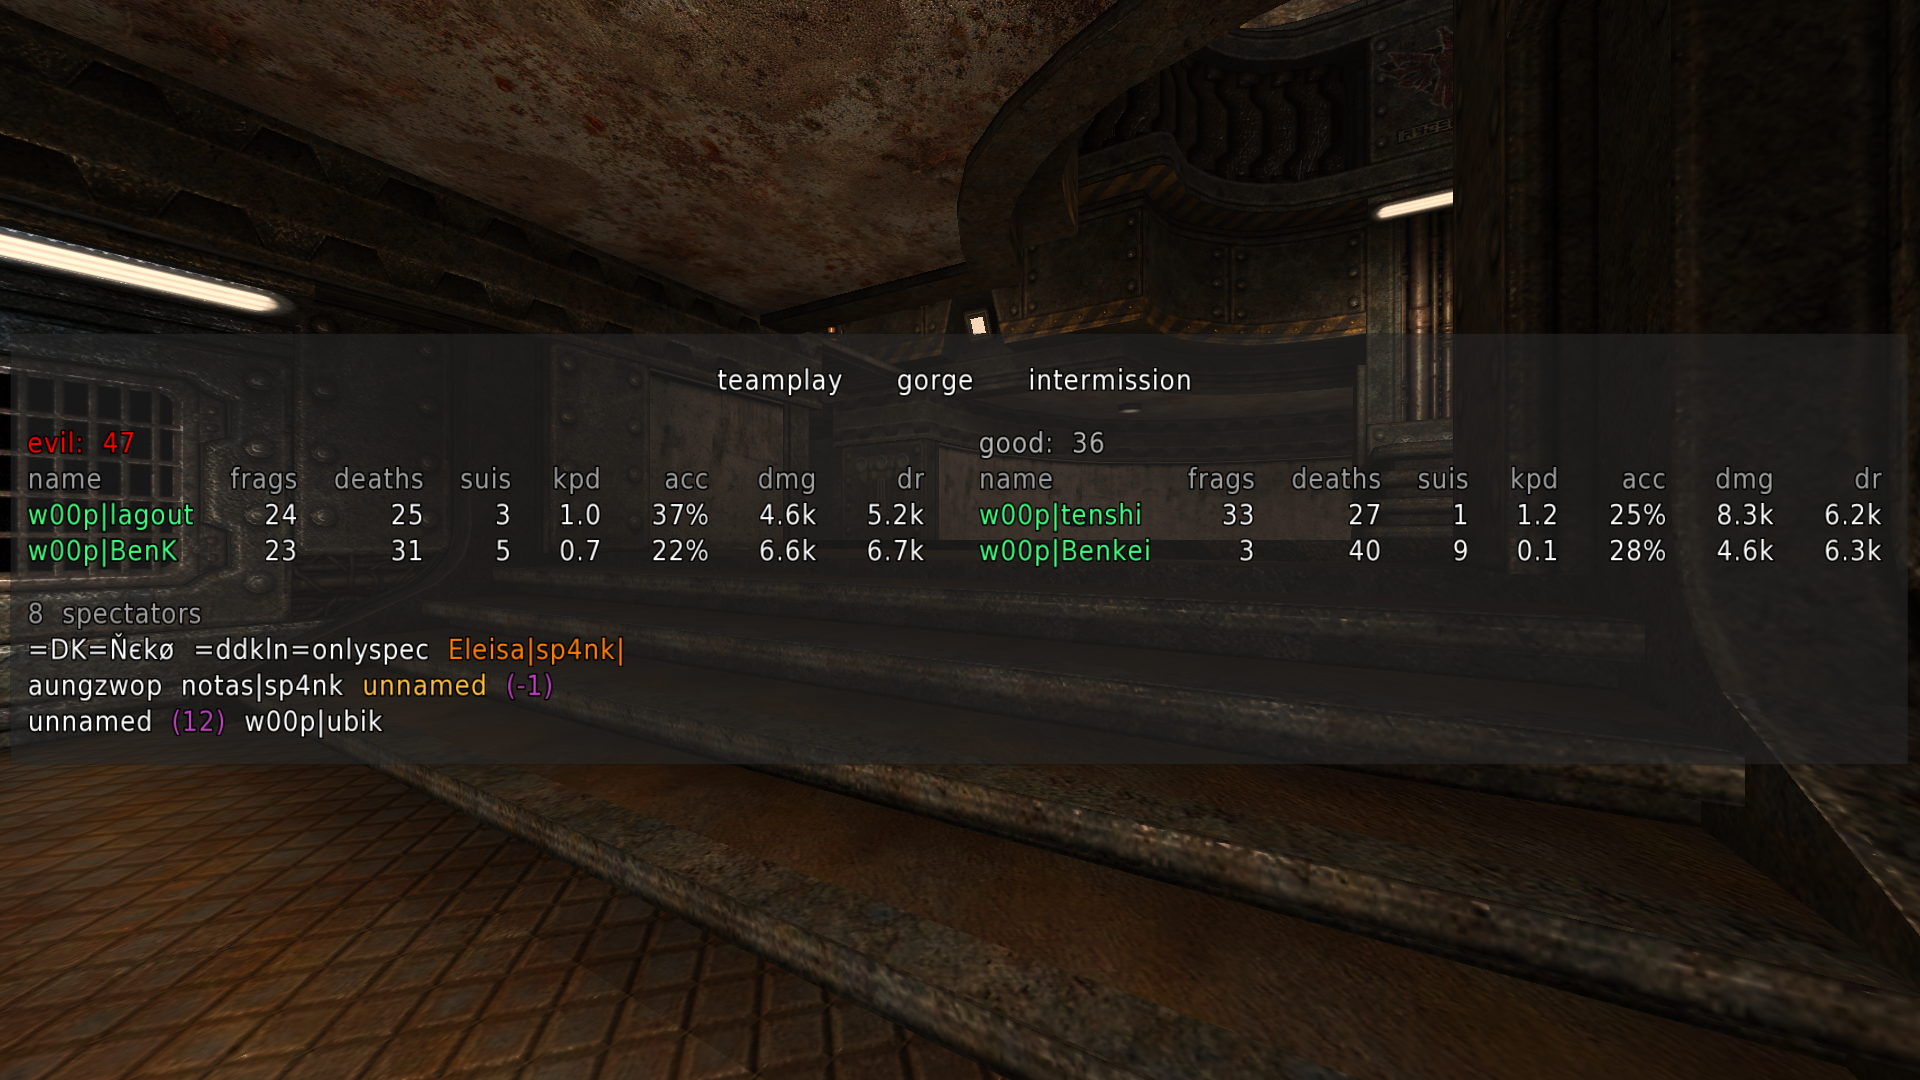 teamplay gorge intermission
evil: 47
name frags deaths suis kpd acc dmg dr
w00p|lagout 24 25 3 1.0 37% 4.6k 5.2k
w00p|BenK 23 31 5 0.7 22% 6.6k 6.7k
good: 36
name frags deaths suis kpd acc dmg dr
w00p|tenshi 33 27 1 1.2 25% 8.3k 6.2k
w00p|Benkei 3 40 9 0.1 28% 4.6k 6.3k
8 spectators
=DK=Ňєkø =ddkln=onlyspec Eleisa|sp4nk|
aungzwop notas|sp4nk unnamed (-1)
unnamed (12) w00p|ubik